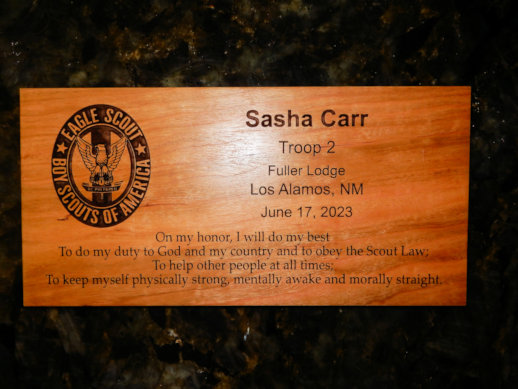 EAGLE SCOUT
BOY SCOUTS OF AMERICA
Sasha Carr
Troop 2
Fuller Lodge
Los Alamos, NM
June 17, 2023
On my honor, I will do my best
To do my duty to God and my country and to obey the Scout Law;
To help other people at all times;
To keep myself physically strong, mentally awake and morally straight.